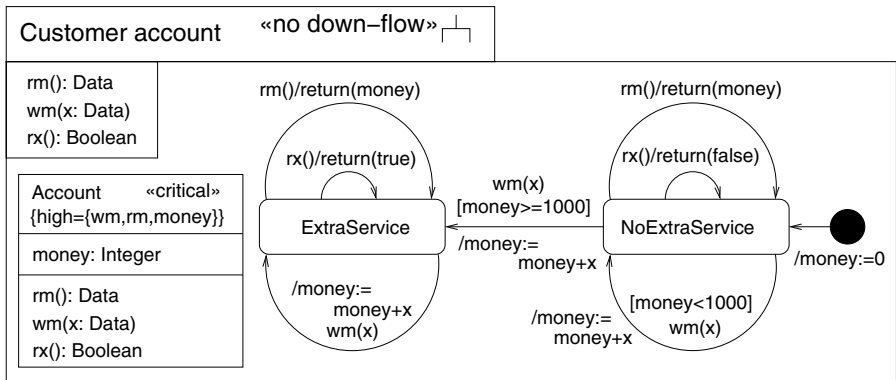 Customer account «no down–flow»
rm(): Data
wm(x: Data)
rx(): Boolean
Account «critical»
{high={wm,rm,money}}
money: Integer
rm(): Data
wm(x: Data)
rx(): Boolean
rm()/return(money)
rx()/return(true)
ExtraService
/money:=
money+x
wm(x)
wm(x)
[money>=1000]
/money:=
money+x
rm()/return(money)
rx()/return(false)
NoExtraService
/money:=
money+x
[money<1000]
wm(x)
/money:=0